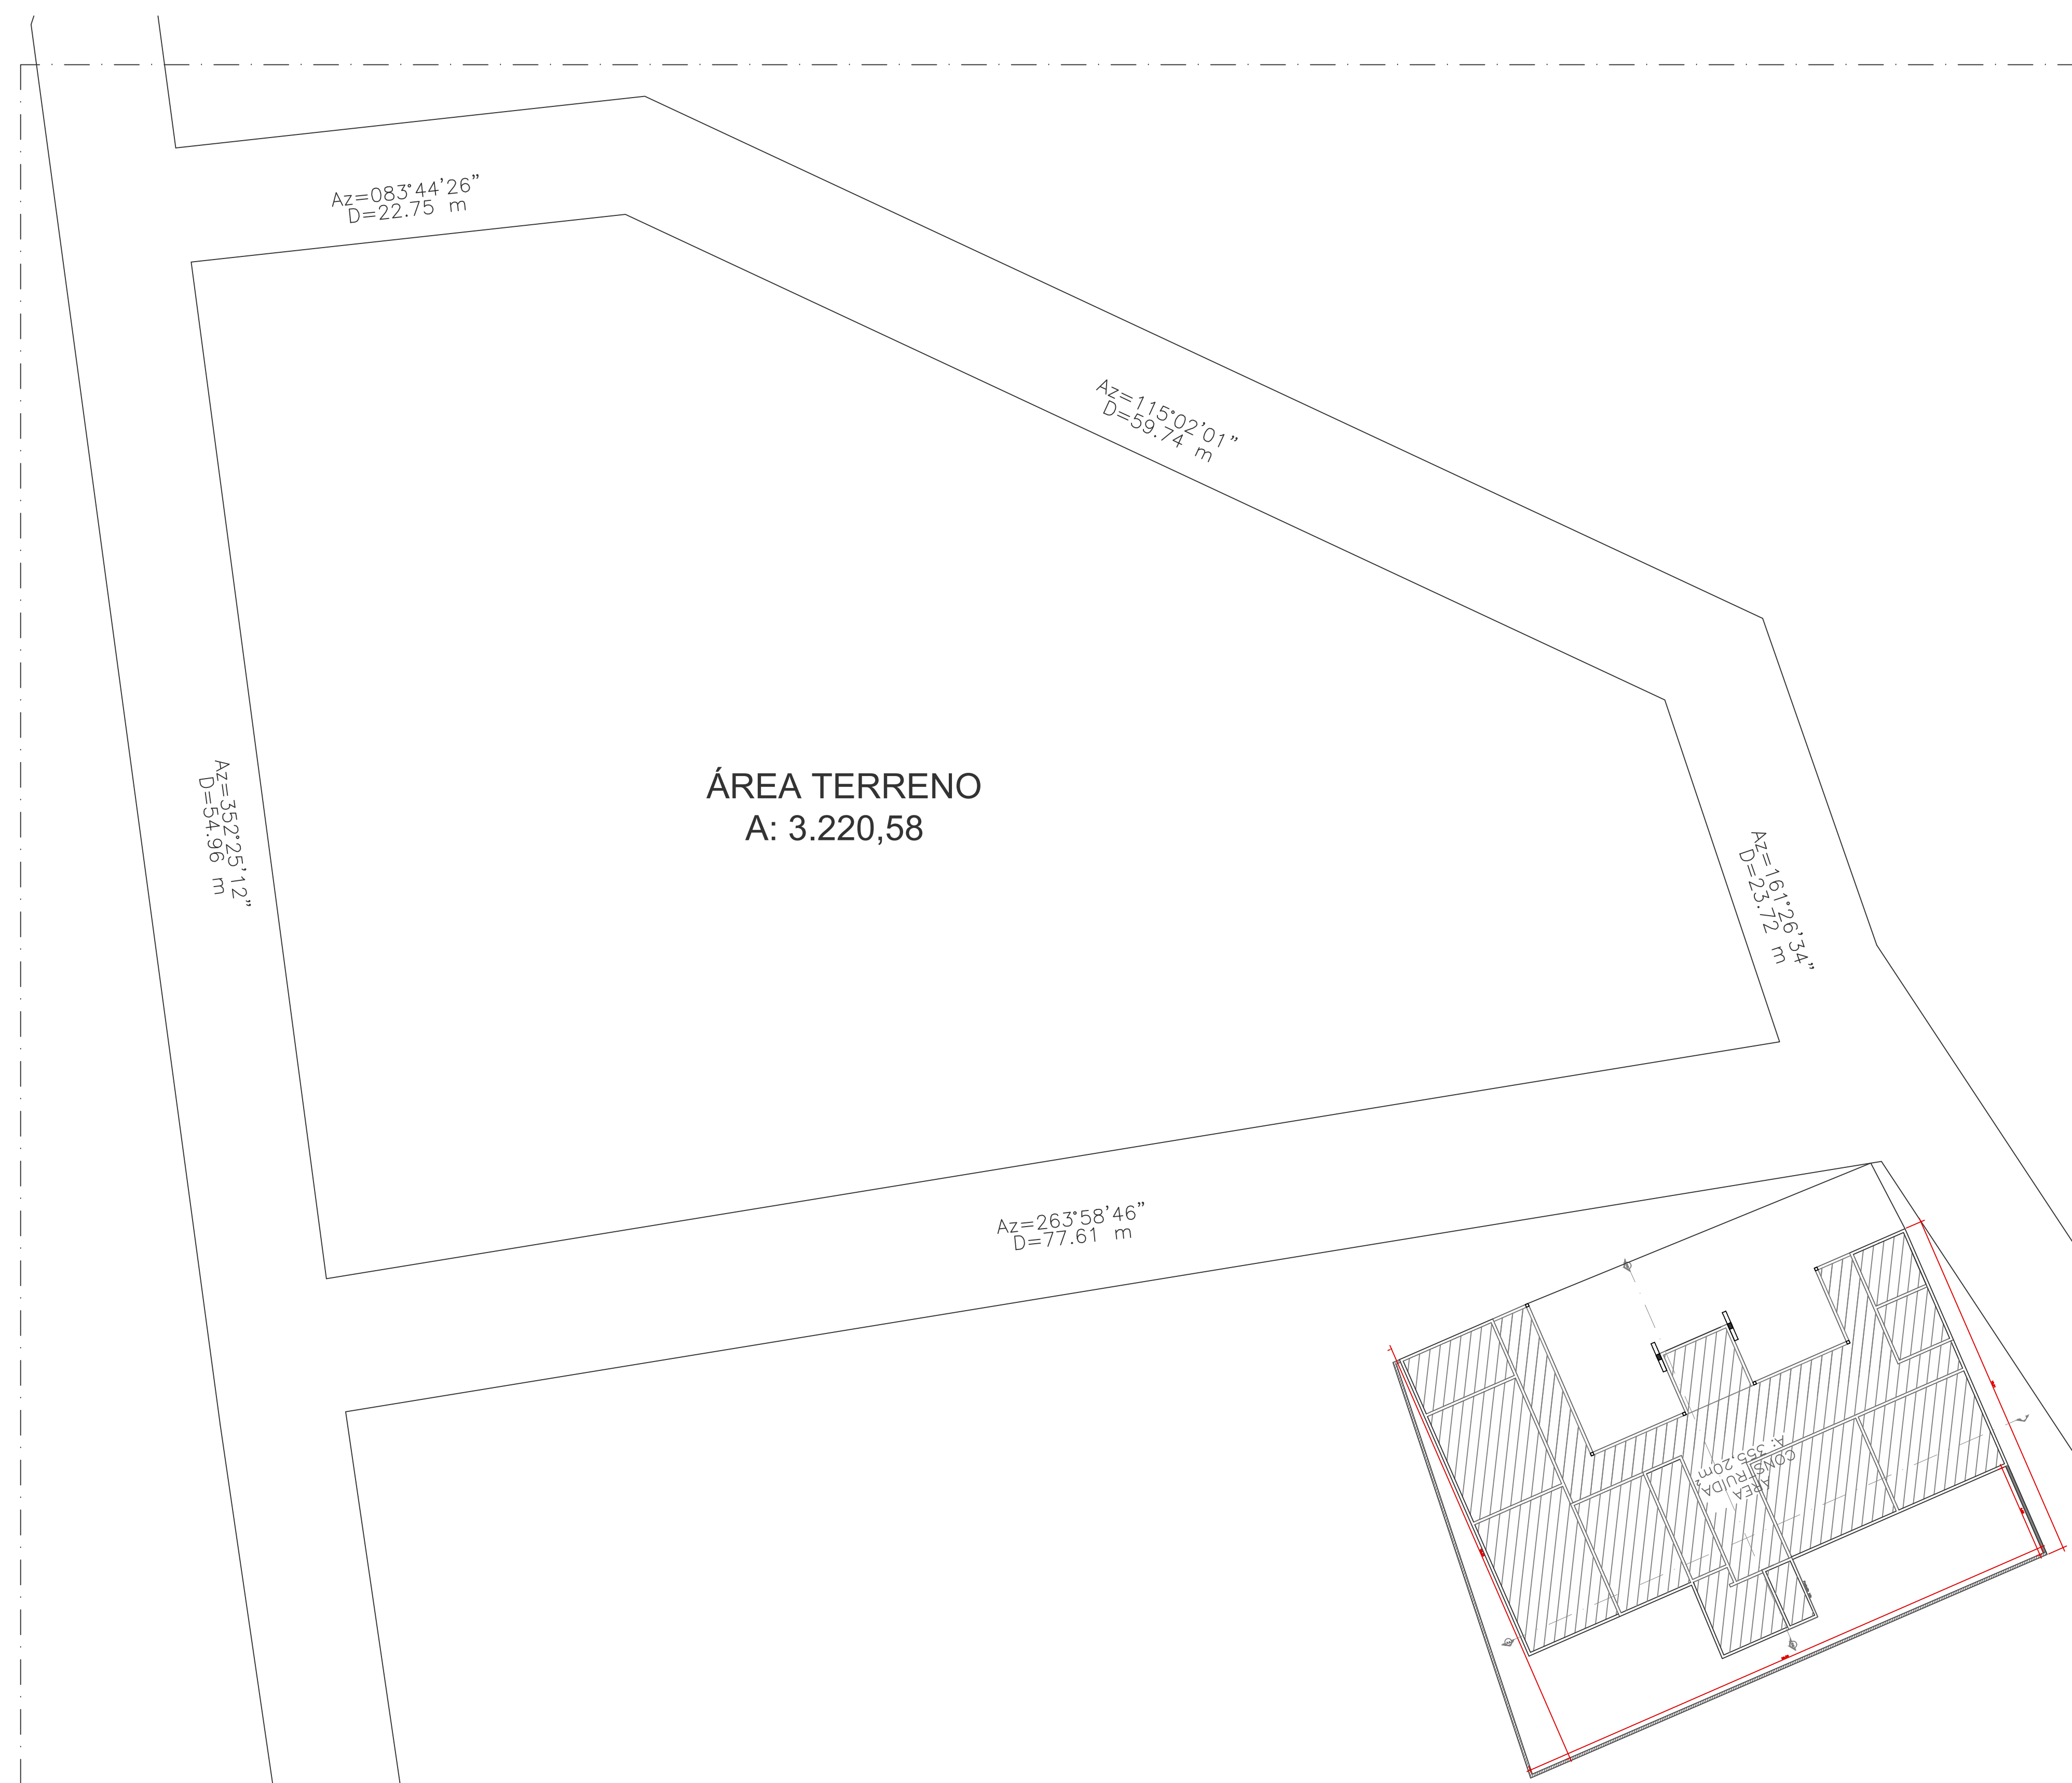 Az=083°44'26"
D=22.75 m
Az=115°02'01"
D=59.74 m
ÁREA TERRENO
A: 3.220,58
Az=352°25'12"
D=54.96 m
Az=161°26'34"
D=23.72 m
Az=263°58'46"
D=77.61 m
ÁREA
CONSTRUIDA
A: 355,20m²